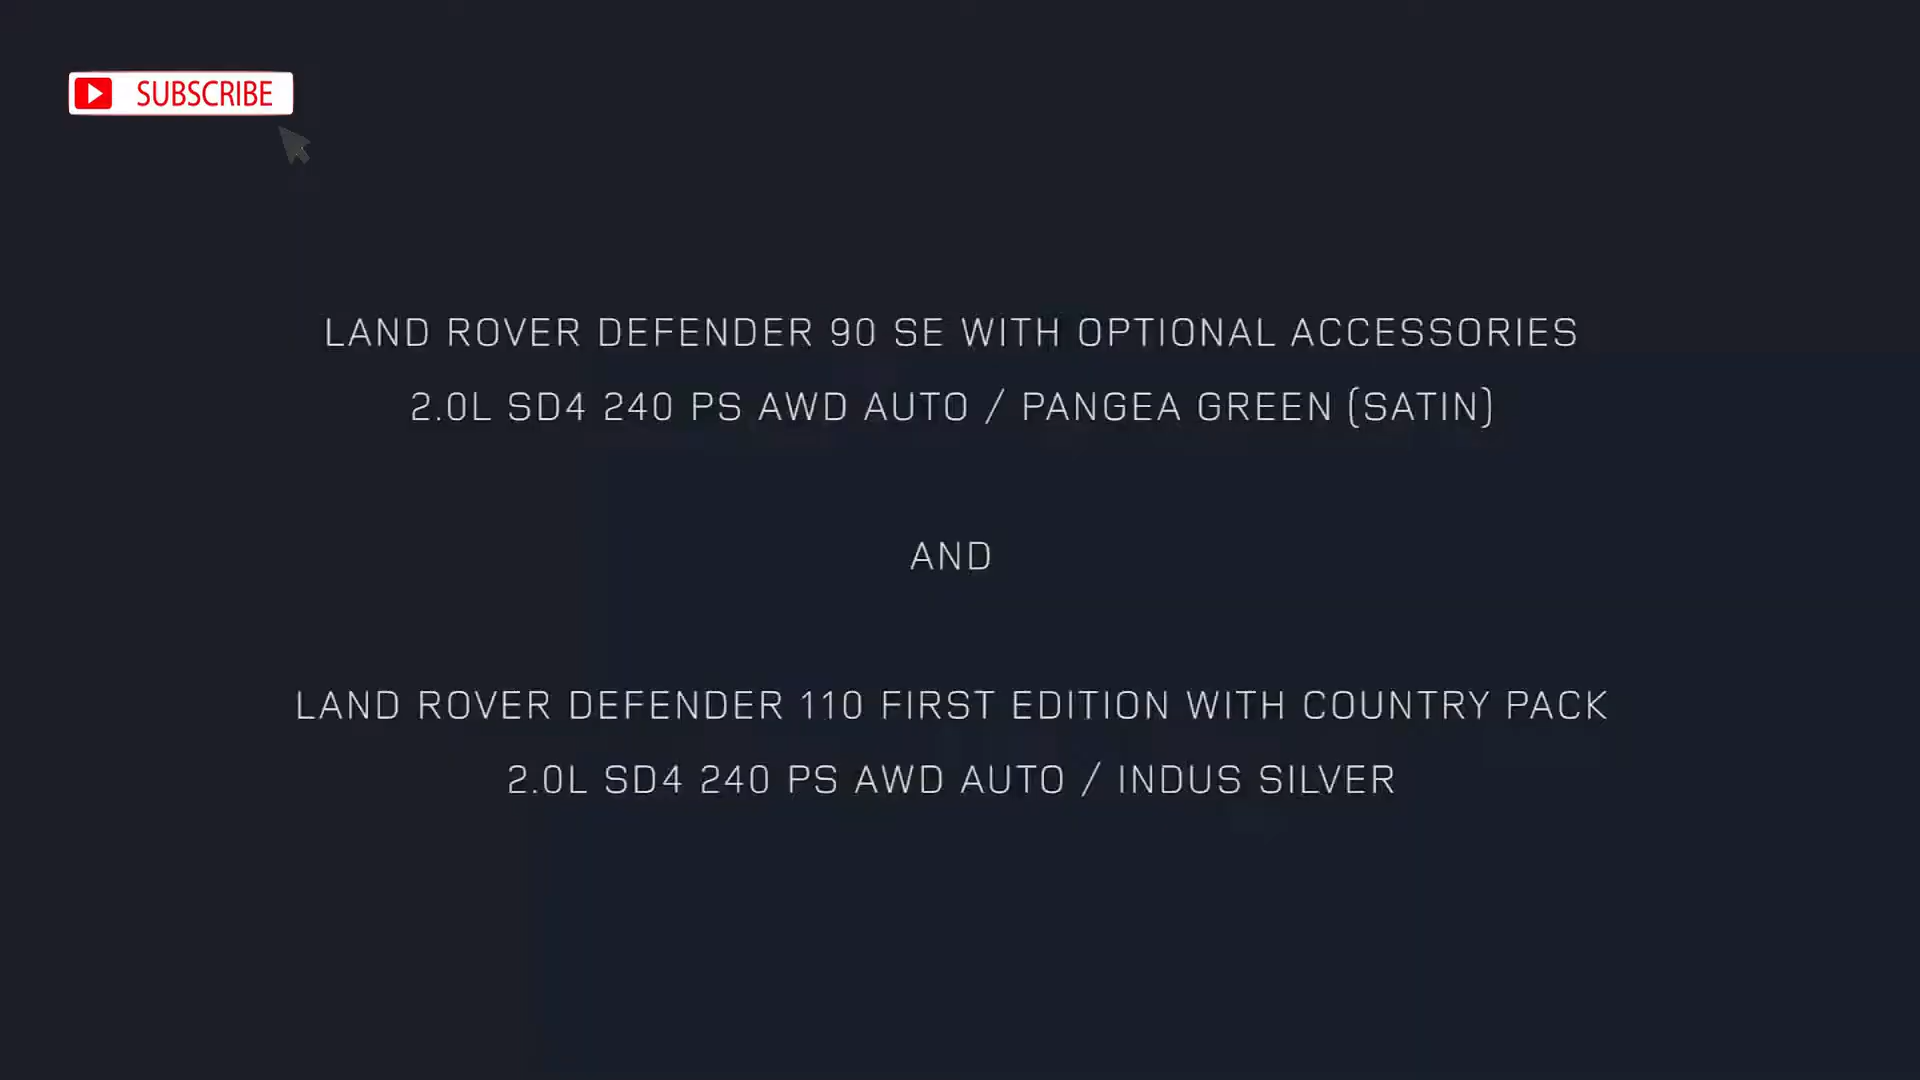 SUBSCRIBE
LAND ROVER DEFENDER 90 SE WITH OPTIONAL ACCESSORIES
2.0L SD4 240 PS AWD AUTO / PANGEA GREEN (SATIN)
AND
LAND ROVER DEFENDER 110 FIRST EDITION WITH COUNTRY PACK
2.0L SD4 240 PS AWD AUTO / INDUS SILVER